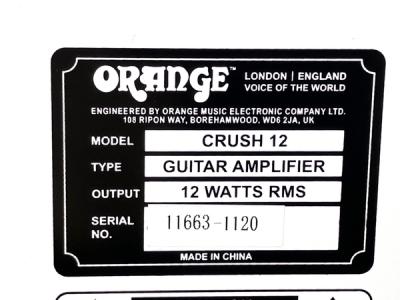 ORANGE™ LONDON | ENGLAND
VOICE OF THE WORLD
ENGINEERED BY ORANGE MUSIC ELECTRONIC COMPANY LTD.
108 RIPON WAY, BOREHAMWOOD. WD6 2JA, UK
MODEL CRUSH 12
TYPE GUITAR AMPLIFIER
OUTPUT 12 WATTS RMS
SERIAL NO. 11663-1120
MADE IN CHINA